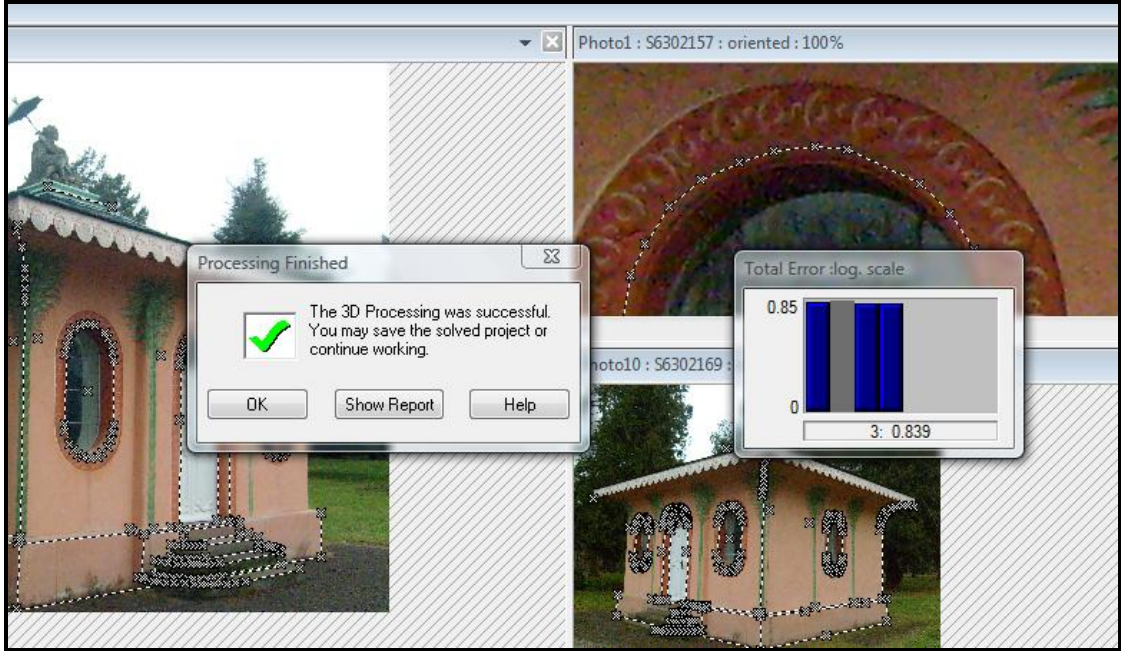 Photo1 : S6302157 : oriented : 100%
Processing Finished
The 3D Processing was successful.
You may save the solved project or
continue working.
OK
Show Report
Help
Total Error :log. scale
0.85
0
3: 0.839
hoto10 : S6302169 :